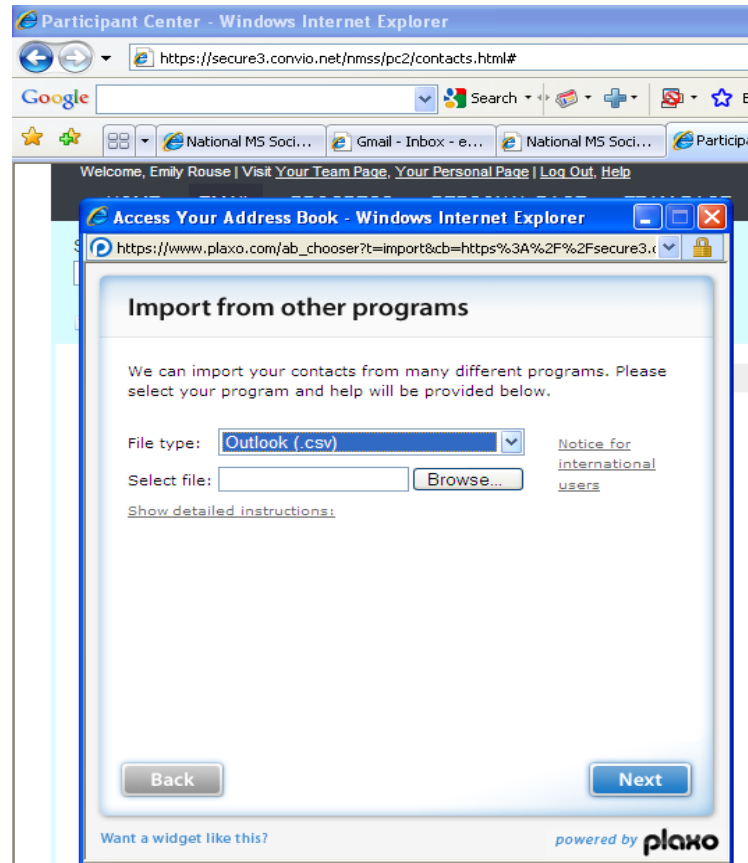 Participant Center - Windows Internet Explorer
https://secure3.convio.net/nmss/pc2/contacts.html#
Google
Search
National MS Soci...
Gmail - Inbox - e...
National MS Soci...
Particip
Welcome, Emily Rouse | Visit Your Team Page, Your Personal Page | Log Out, Help
Access Your Address Book - Windows Internet Explorer
https://www.plaxo.com/ab_chooser?t=import&cb=https%3A%2F%2Fsecure3.c
Import from other programs
We can import your contacts from many different programs. Please
select your program and help will be provided below.
File type:
Outlook (.csv)
Notice for
international
users
Select file:
Browse...
Show detailed instructions:
Back
Next
Want a widget like this?
powered by plaxo